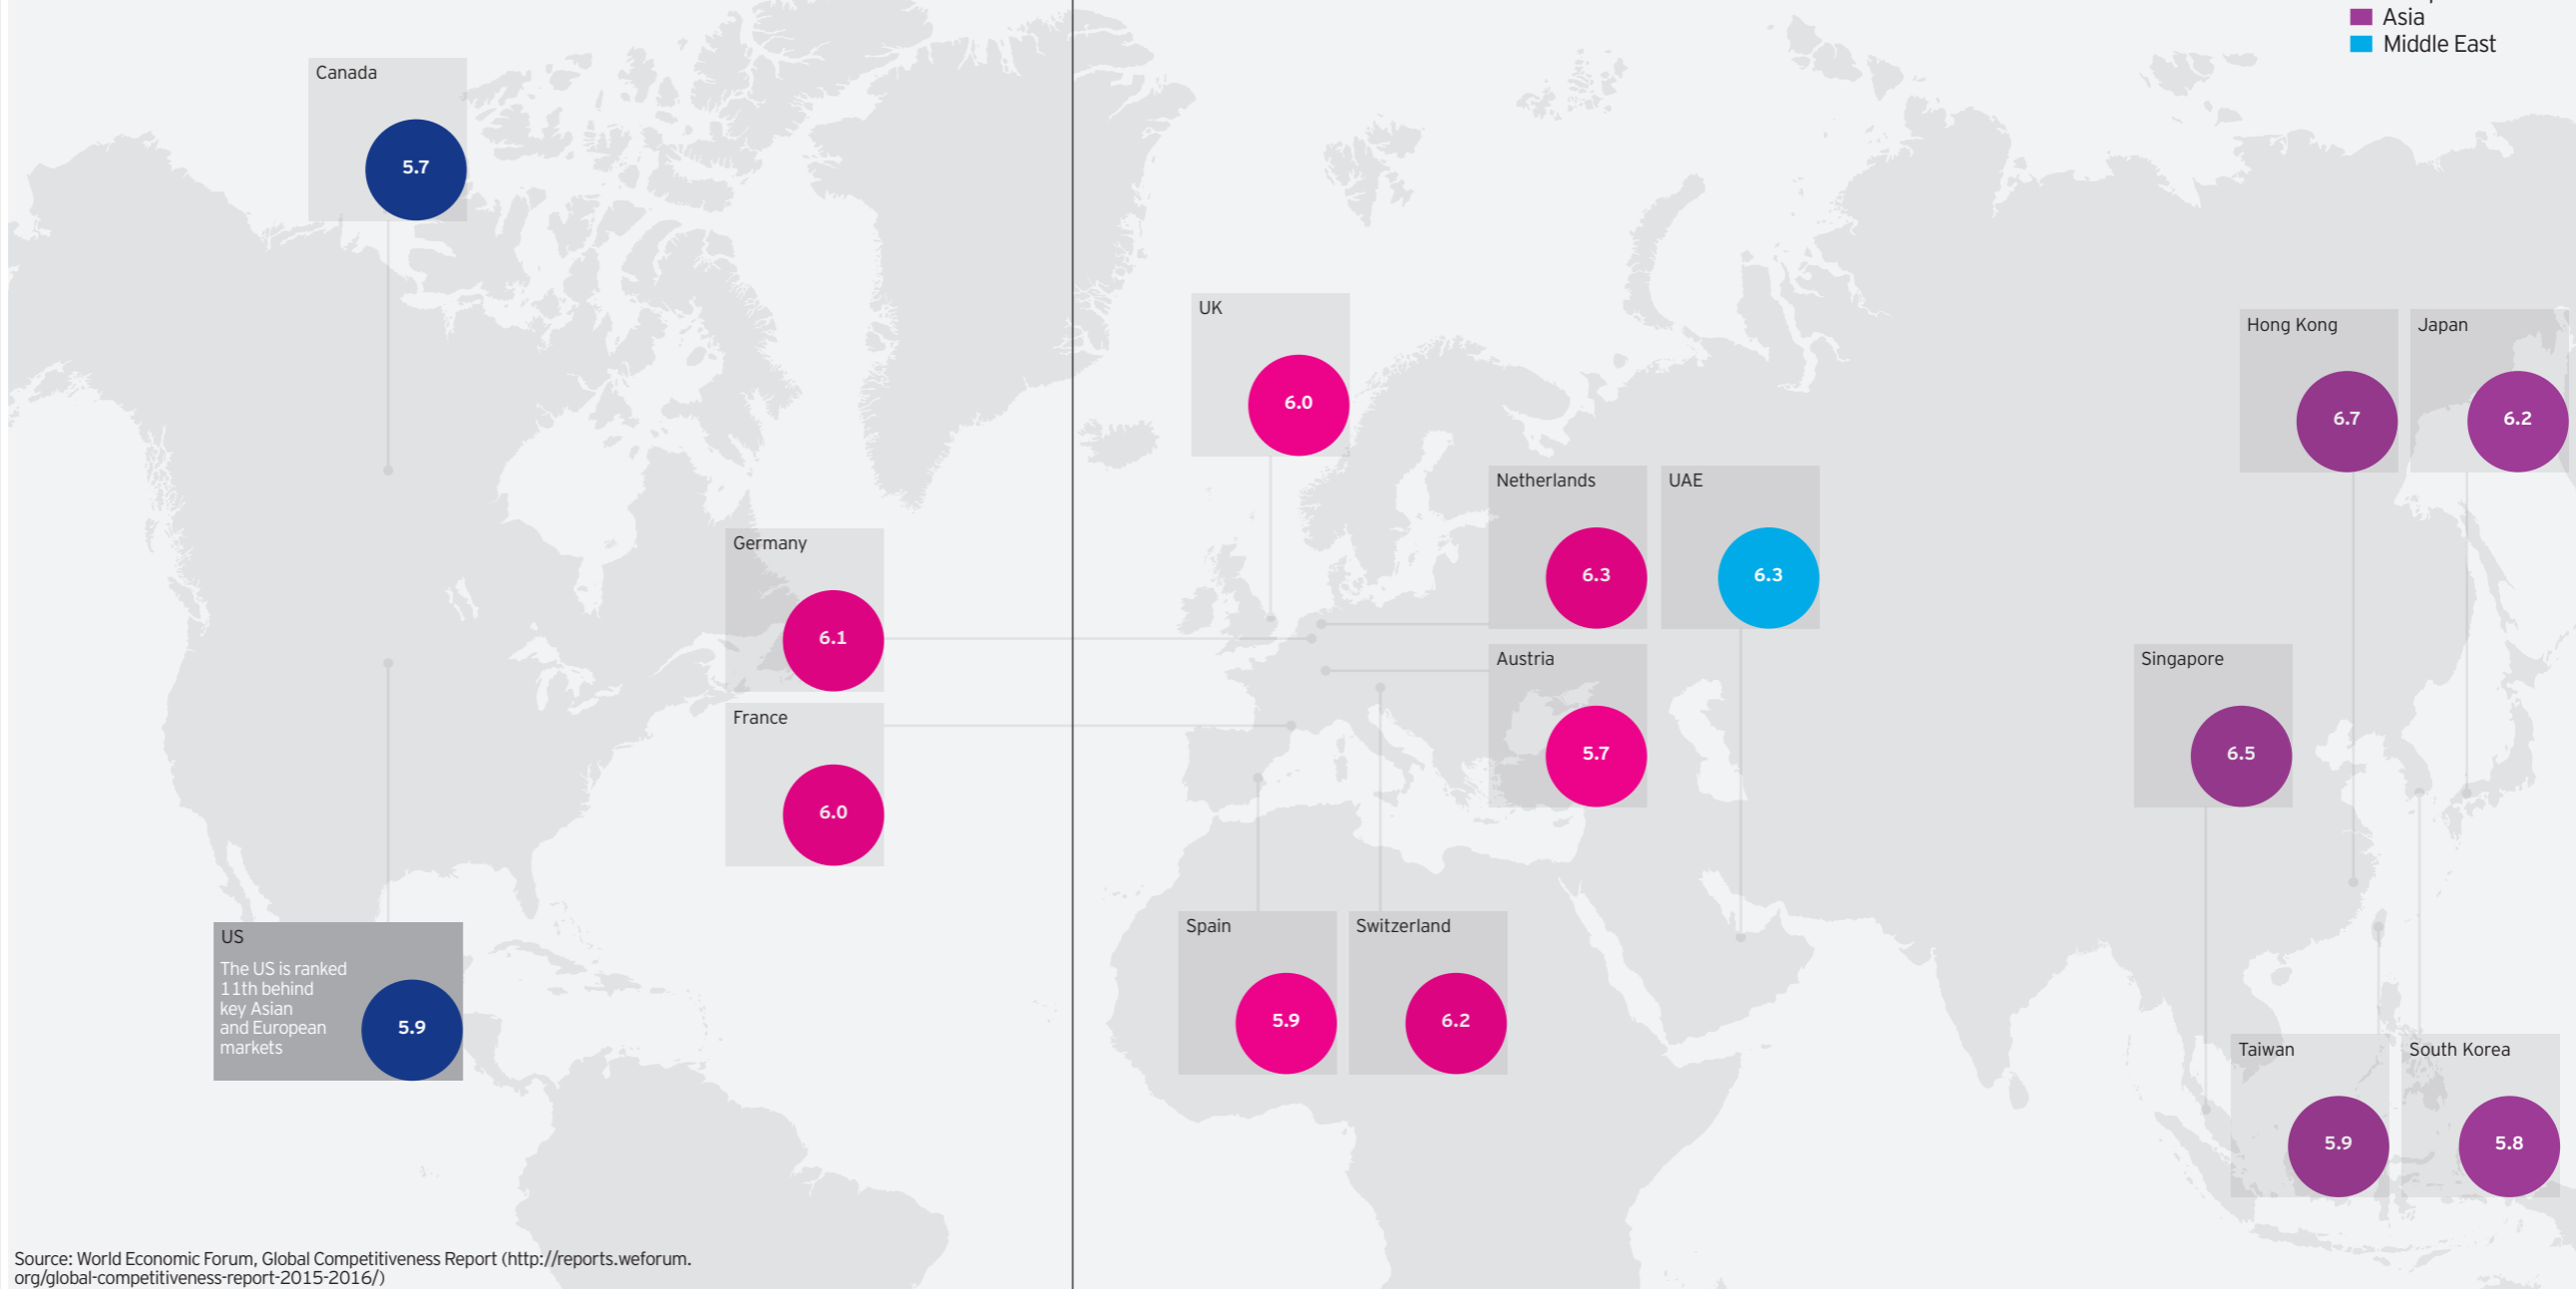 Asia
Middle East
Canada
5.7
UK
6.0
Hong Kong
6.7
Japan
6.2
Netherlands
6.3
UAE
6.3
Germany
6.1
Austria
5.7
Singapore
6.5
France
6.0
US
The US is ranked
11th behind
key Asian
and European
markets
5.9
Spain
5.9
Switzerland
6.2
Taiwan
5.9
South Korea
5.8
Source: World Economic Forum, Global Competitiveness Report (http://reports.weforum.
org/global-competitiveness-report-2015-2016/)